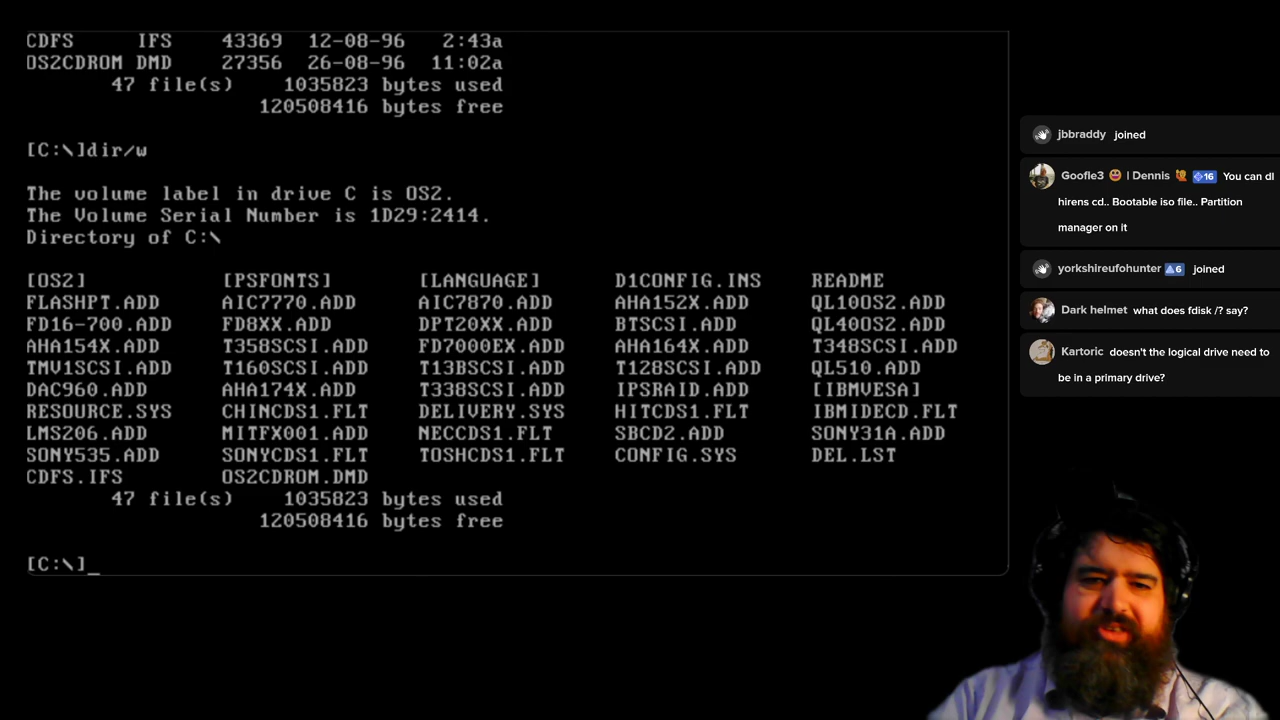 CDFS IFS 43369 12-08-96 2:43a
OS2CDROM DMD 27356 26-08-96 11:02a
47 file(s) 1035823 bytes used
120508416 bytes free
[C:\]dir/w
The volume label in drive C is OS2.
The Volume Serial Number is 1D29:2414.
Directory of C:\
[OS2] [PSFONTS] [LANGUAGE] D1CONFIG.INS README
FLASHPT.ADD AIC7770.ADD AIC7870.ADD AHA152X.ADD QL10OS2.ADD
FD16-700.ADD FD8XX.ADD DPT20XX.ADD BTSCSI.ADD QL40OS2.ADD
AHA154X.ADD T358SCSI.ADD FD7000EX.ADD AHA164X.ADD T348SCSI.ADD
TMV1SCSI.ADD T160SCSI.ADD T13BSCSI.ADD T128SCSI.ADD QL510.ADD
DAC960.ADD AHA174X.ADD T338SCSI.ADD IPSRAID.ADD [IBMVESA]
RESOURCE.SYS CHINCDS1.FLT DELIVERY.SYS HITCDS1.FLT IBMIDECD.FLT
LMS206.ADD MITFX001.ADD NECCDS1.FLT SBCD2.ADD SONY31A.ADD
SONY535.ADD SONYCDS1.FLT TOSHCDS1.FLT CONFIG.SYS DEL.LST
CDFS.IFS OS2CDROM.DMD
47 file(s) 1035823 bytes used
120508416 bytes free
[C:\]_
jbbraddy joined
Goofle3 😃 | Dennis 🙋 16 You can dl
hirens cd.. Bootable iso file.. Partition
manager on it
yorkshireufohunter 6 joined
Dark helmet what does fdisk /? say?
Kartoric doesn't the logical drive need to
be in a primary drive?